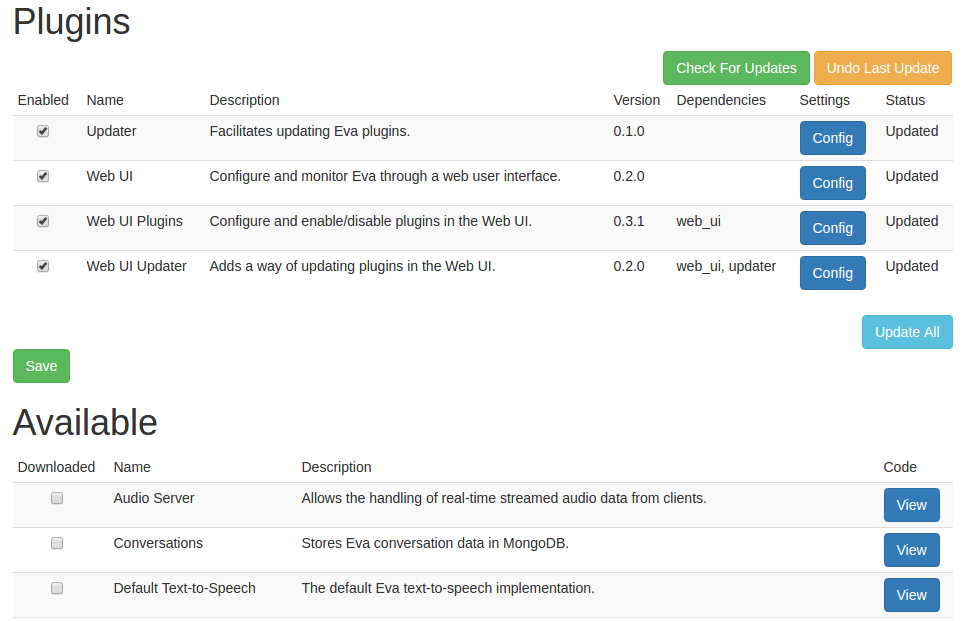 Plugins
Check For Updates Undo Last Update
Enabled Name Description Version Dependencies Settings Status
Updater Facilitates updating Eva plugins. 0.1.0 Config Updated
Web UI Configure and monitor Eva through a web user interface. 0.2.0 Config Updated
Web UI Plugins Configure and enable/disable plugins in the Web UI. 0.3.1 web_ui Config Updated
Web UI Updater Adds a way of updating plugins in the Web UI. 0.2.0 web_ui, updater Config Updated
Update All
Save
Available
Downloaded Name Description Code
Audio Server Allows the handling of real-time streamed audio data from clients. View
Conversations Stores Eva conversation data in MongoDB. View
Default Text-to-Speech The default Eva text-to-speech implementation. View